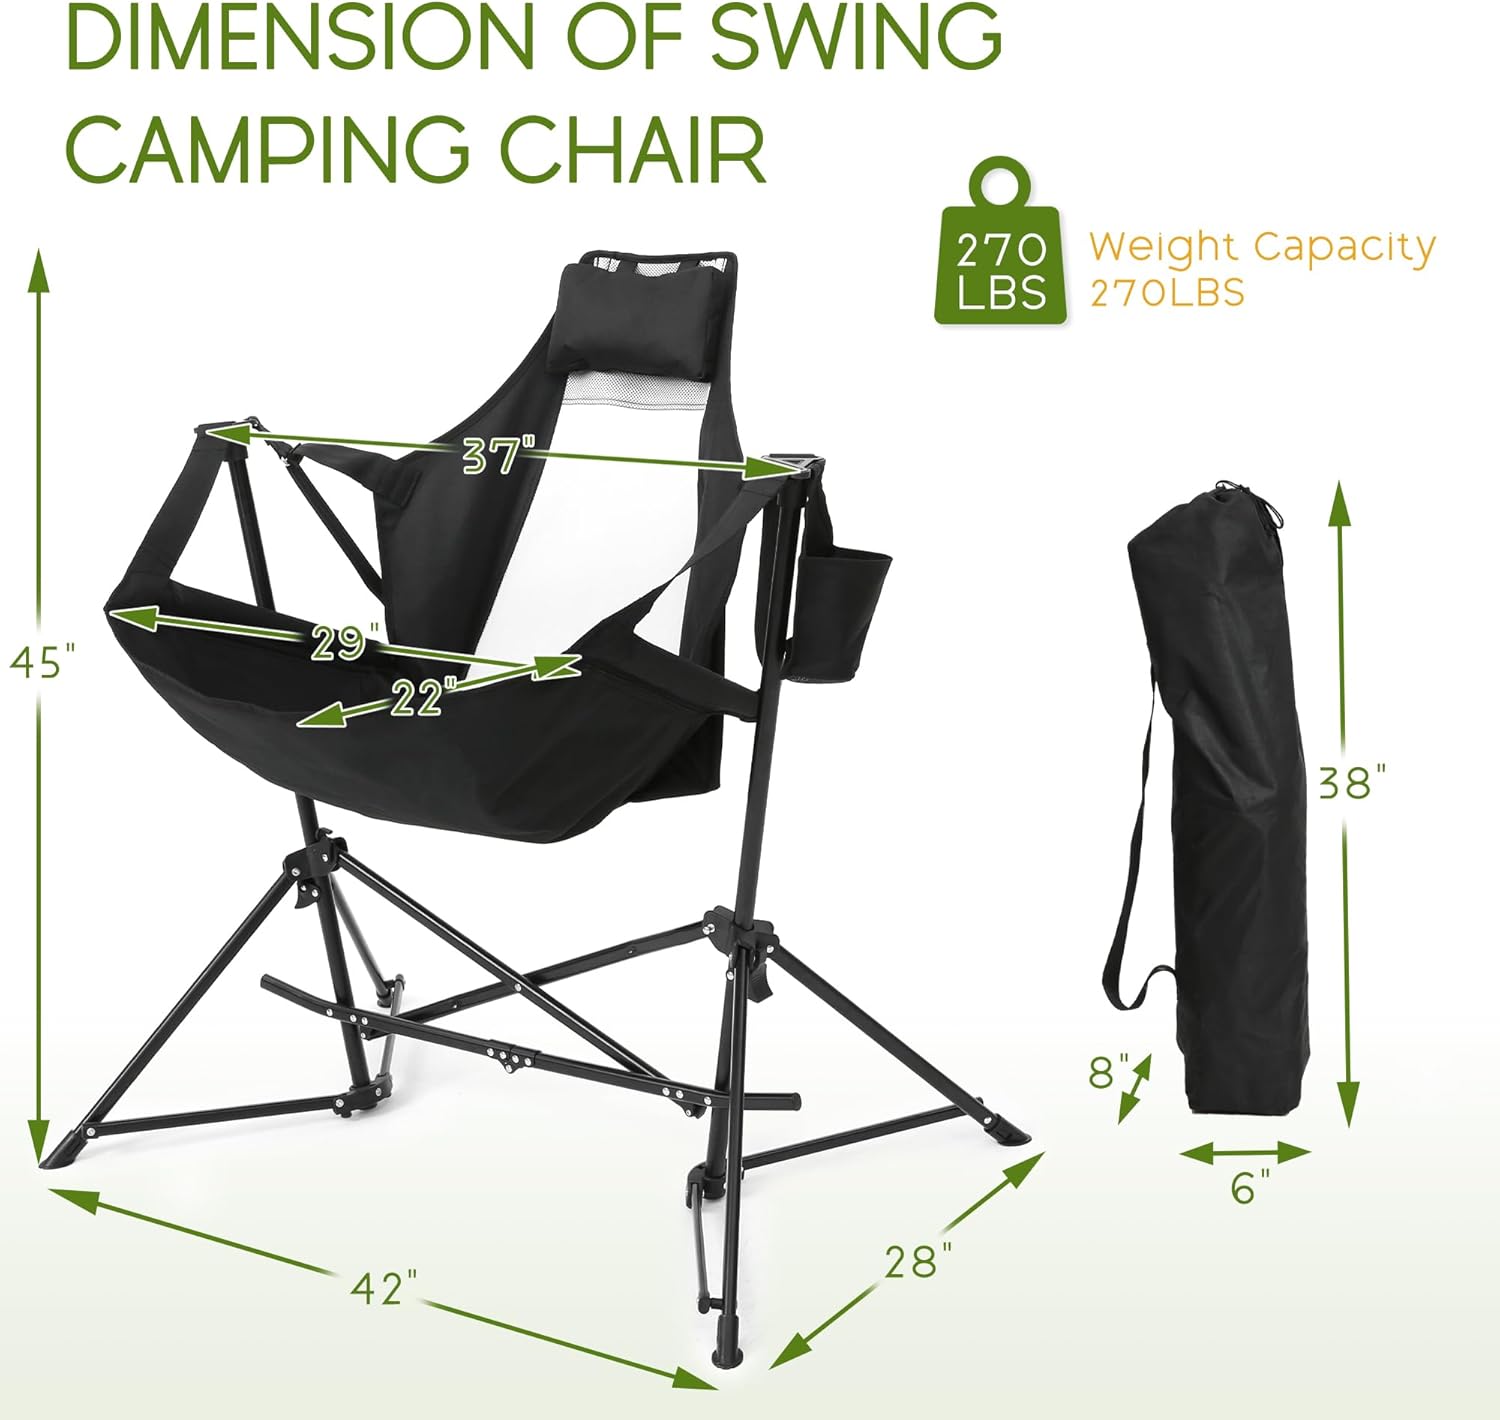 DIMENSION OF SWING
CAMPING CHAIR
270
LBS
Weight Capacity
270LBS
37"
29"
22"
45"
38"
8"
6"
28"
42"